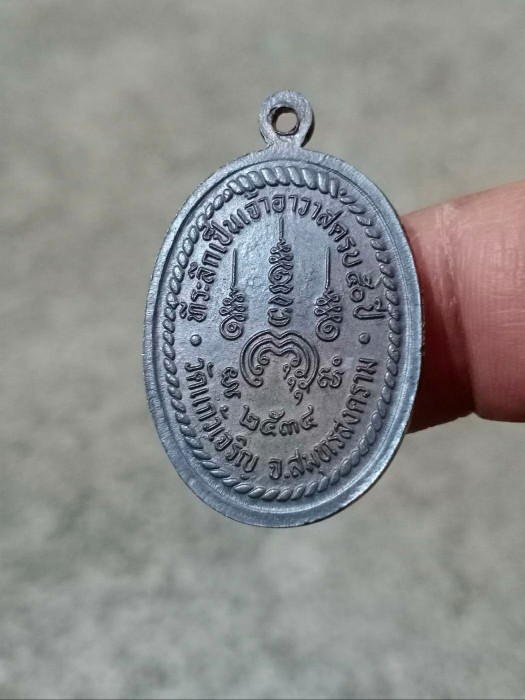 ที่ระลึกเป็นเจ้าอาวาสครบ ๕๐ ปี
๒๕๓๔
วัดแก้วเจริญ จ.สมุทรสงคราม